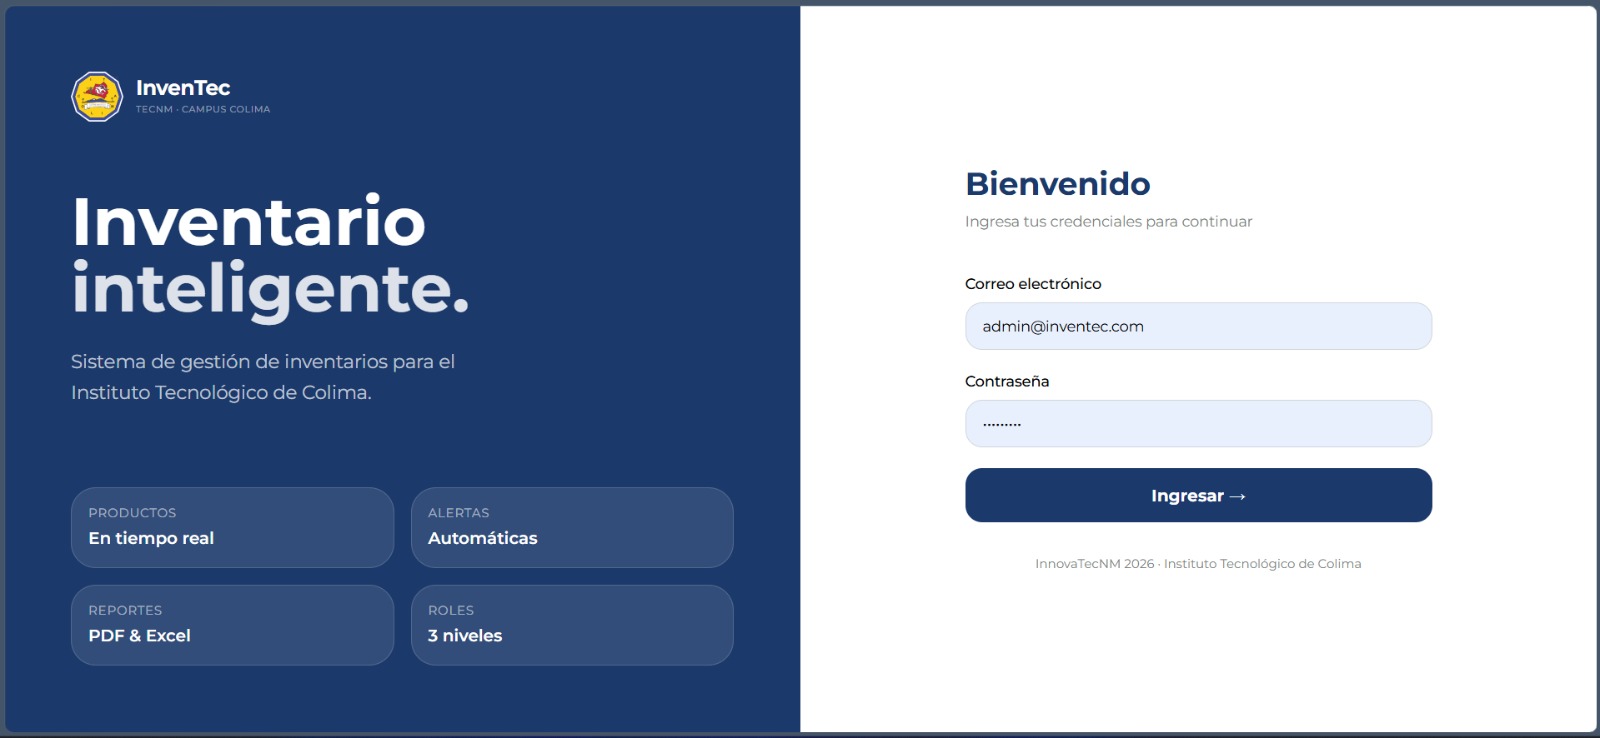 InvenTec
TECNM · CAMPUS COLIMA
Inventario
inteligente.
Sistema de gestión de inventarios para el
Instituto Tecnológico de Colima.
PRODUCTOS
En tiempo real
ALERTAS
Automáticas
REPORTES
PDF & Excel
ROLES
3 niveles
Bienvenido
Ingresa tus credenciales para continuar
Correo electrónico
admin@inventec.com
Contraseña
•••••••••
Ingresar →
InnovaTecNM 2026 · Instituto Tecnológico de Colima